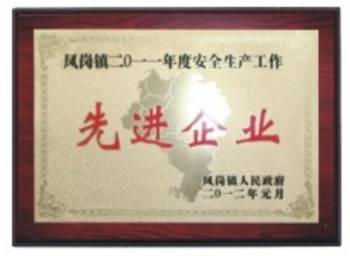 凤岗镇二〇一一年度安全生产工作
先进企业
凤岗镇人民政府
二〇一二年元月